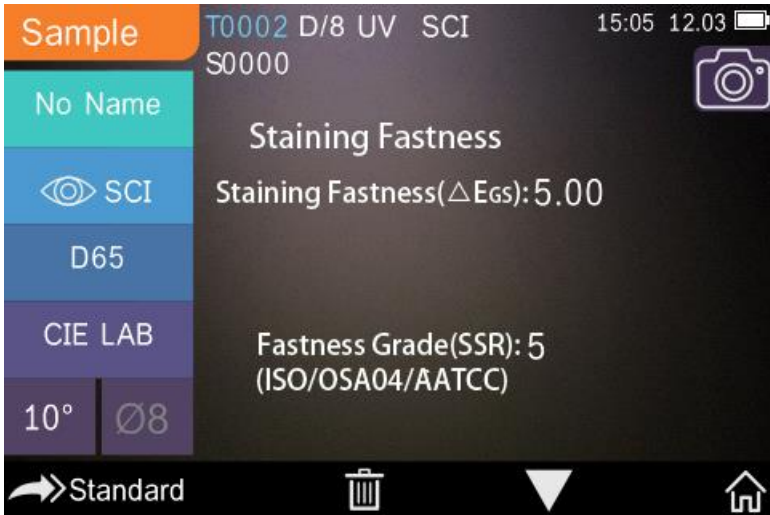 Sample
T0002 D/8 UV SCI
15:05 12.03
S0000
No Name
SCI
D65
CIE LAB
10°
Ø8
Staining Fastness
Staining Fastness(△EGS):5.00
Fastness Grade(SSR): 5
(ISO/OSA04/AATCC)
Standard